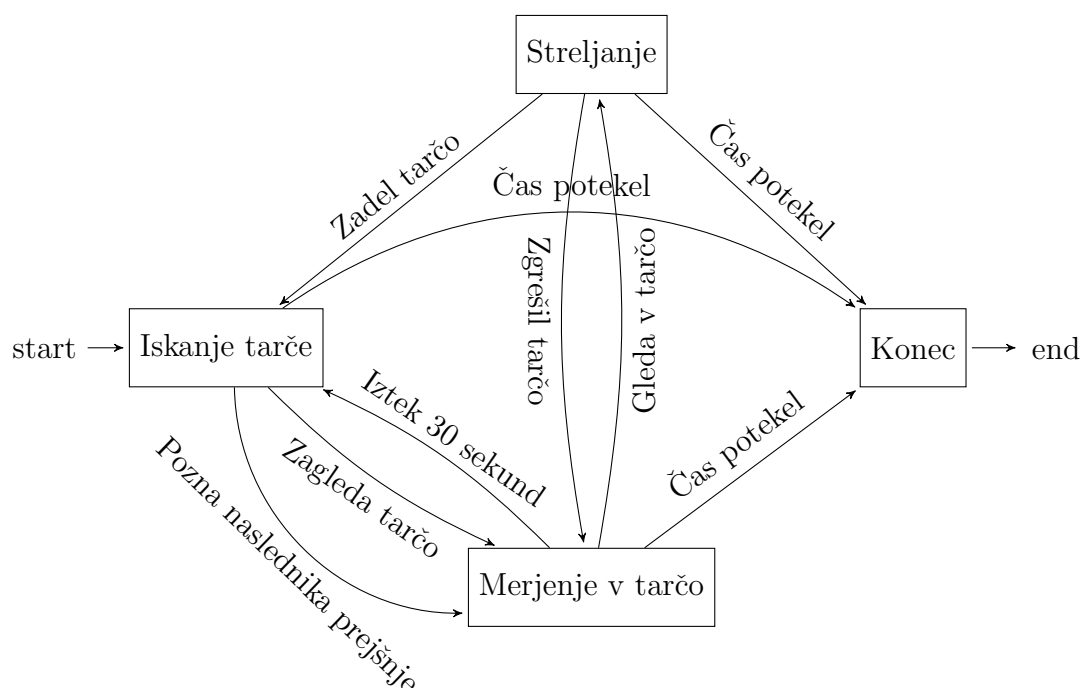 Streljanje
Zadel tarčo
Čas potekel
Čas potekel
Zgrešil tarčo
Gleda v tarčo
start
Iskanje tarče
Konec
end
Iztek 30 sekund
Zagleda tarčo
Čas potekel
Pozna naslednika prejšnje
Merjenje v tarčo